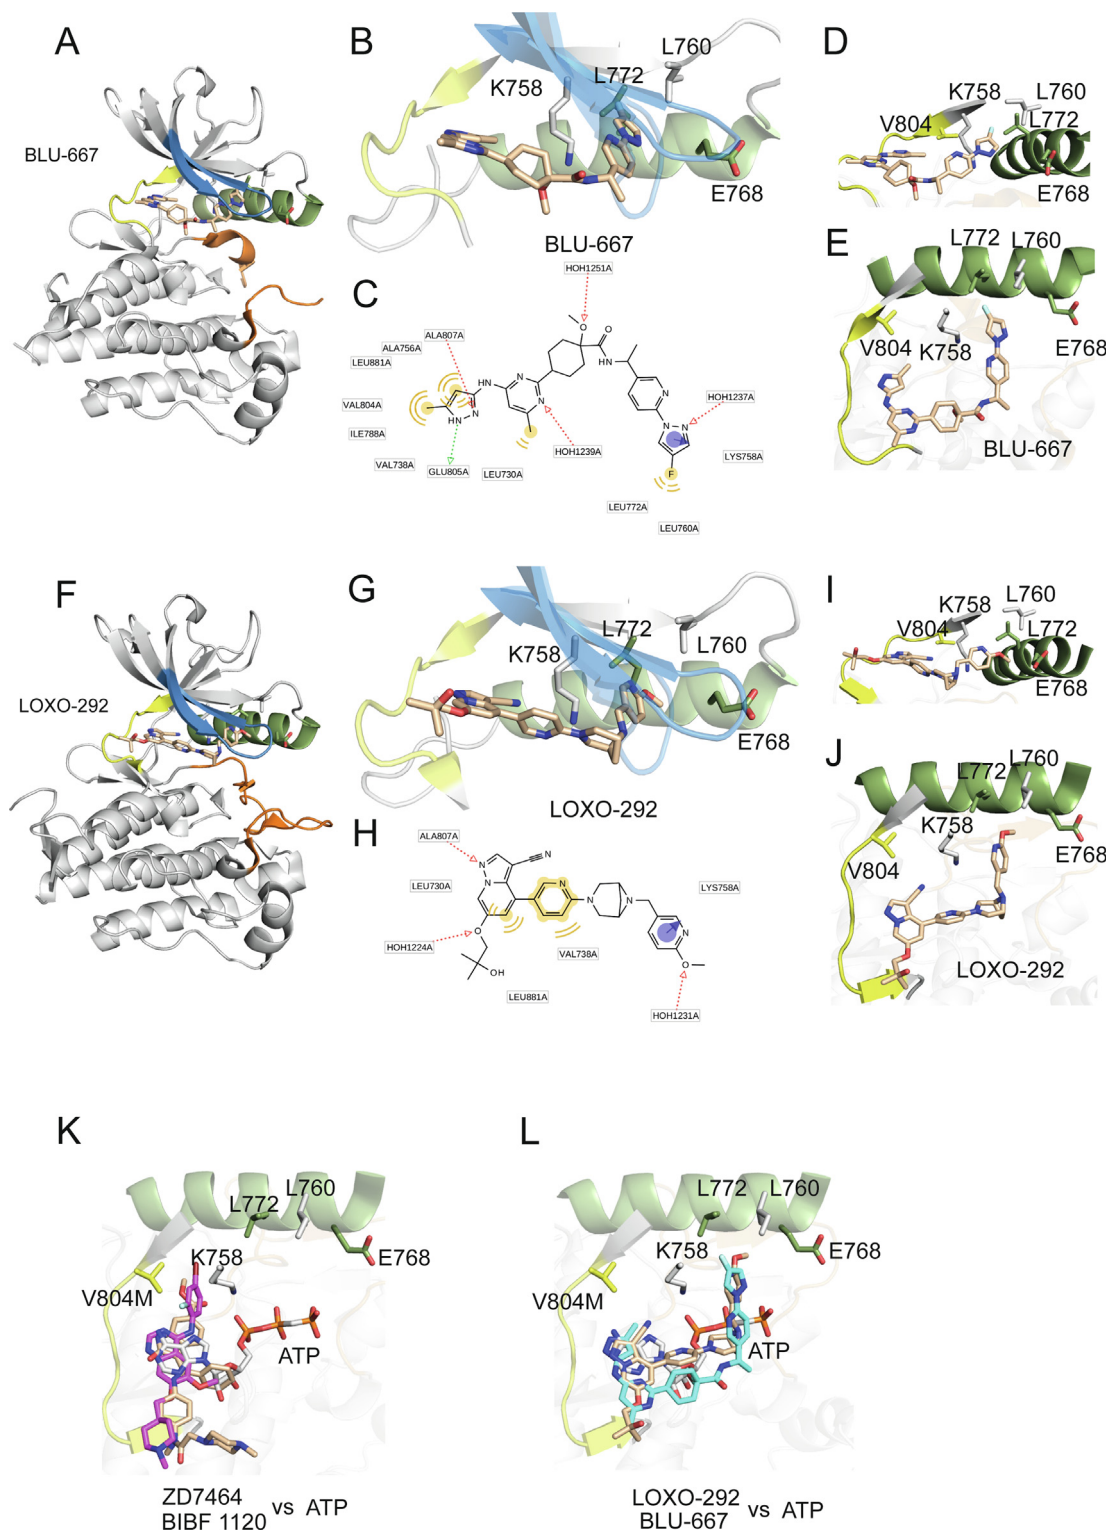 A
BLU-667
B
K758
L772
L760
E768
BLU-667
C
HOH1251A
ALA807A
ALA756A
LEU881A
VAL804A
ILE788A
VAL738A
GLU805A
LEU730A
HOH1239A
HOH1237A
LYS758A
LEU772A
LEU760A
O
O
HN
N
N
HN
N
N
HN
N
N
N
N
F
D
K758
L760
V804
L772
E768
E
L772
L760
V804
K758
E768
BLU-667
F
LOXO-292
G
K758
L772
L760
E768
LOXO-292
H
ALA807A
LEU730A
HOH1224A
LEU881A
VAL738A
LYS758A
HOH1231A
N
N
N
N
N
N
N
O
OH
O
I
K758
L760
V804
L772
E768
J
L772
L760
K758
V804
E768
LOXO-292
K
L772
L760
K758
E768
V804M
ATP
ZD7464
BIBF 1120
vs ATP
L
L772
L760
K758
E768
V804M
ATP
LOXO-292
BLU-667
vs ATP